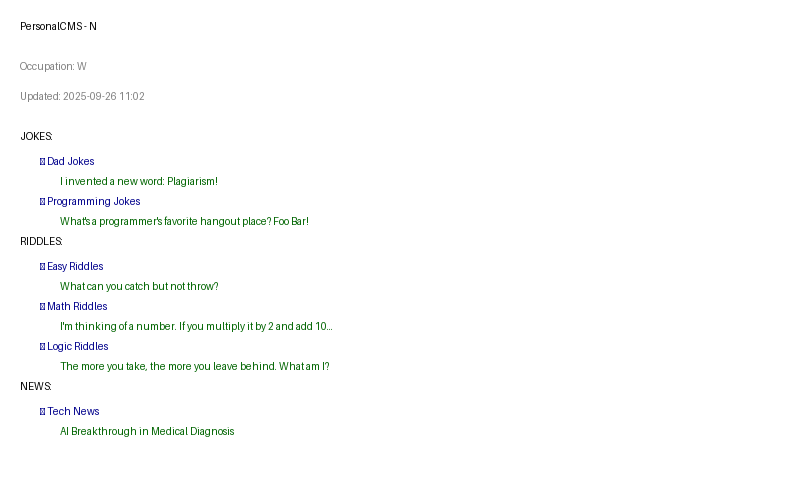 PersonalCMS - N
Occupation: W
Updated: 2025-09-26 11:02
JOKES:
Dad Jokes
I invented a new word: Plagiarism!
Programming Jokes
What's a programmer's favorite hangout place? Foo Bar!
RIDDLES:
Easy Riddles
What can you catch but not throw?
Math Riddles
I'm thinking of a number. If you multiply it by 2 and add 10...
Logic Riddles
The more you take, the more you leave behind. What am I?
NEWS:
Tech News
AI Breakthrough in Medical Diagnosis